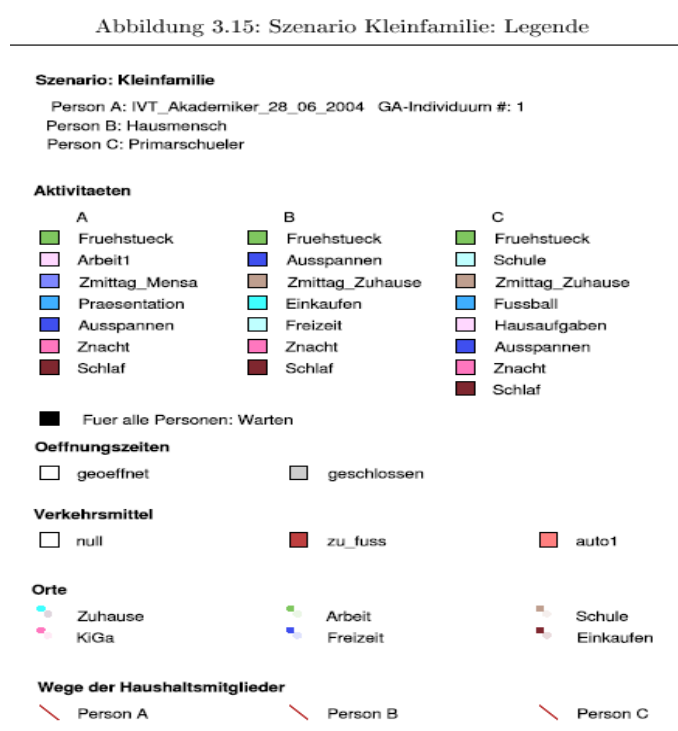 Abbildung 3.15: Szenario Kleinfamilie: Legende
Szenario: Kleinfamilie
Person A: IVT_Akademiker_28_06_2004 GA-Individuum #: 1
Person B: Hausmensch
Person C: Primarschueler
Aktivitaeten
A B C
Fruehstueck Fruehstueck Fruehstueck
Arbeit1 Ausspannen Schule
Zmittag_Mensa Zmittag_Zuhause Zmittag_Zuhause
Praesentation Einkaufen Fussball
Ausspannen Freizeit Hausaufgaben
Znacht Znacht Ausspannen
Schlaf Schlaf Znacht
Schlaf
Fuer alle Personen: Warten
Oeffnungszeiten
geoeffnet geschlossen
Verkehrsmittel
null zu_fuss auto1
Orte
Zuhause Arbeit Schule
KiGa Freizeit Einkaufen
Wege der Haushaltsmitglieder
Person A Person B Person C